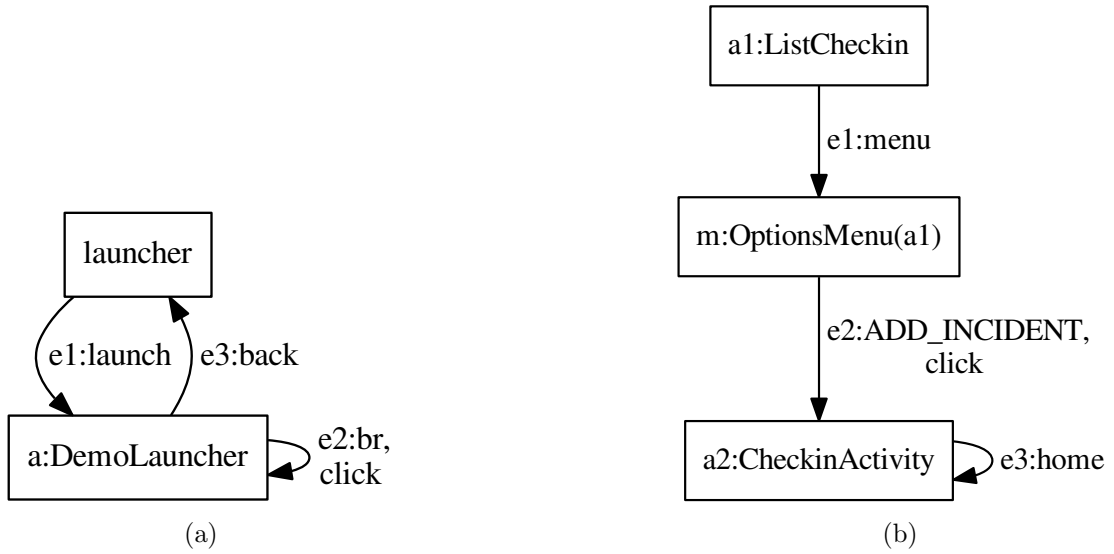 launcher
e1:launch
e3:back
a:DemoLauncher
e2:br,
click
(a)
a1:ListCheckin
e1:menu
m:OptionsMenu(a1)
e2:ADD_INCIDENT,
click
a2:CheckinActivity
e3:home
(b)